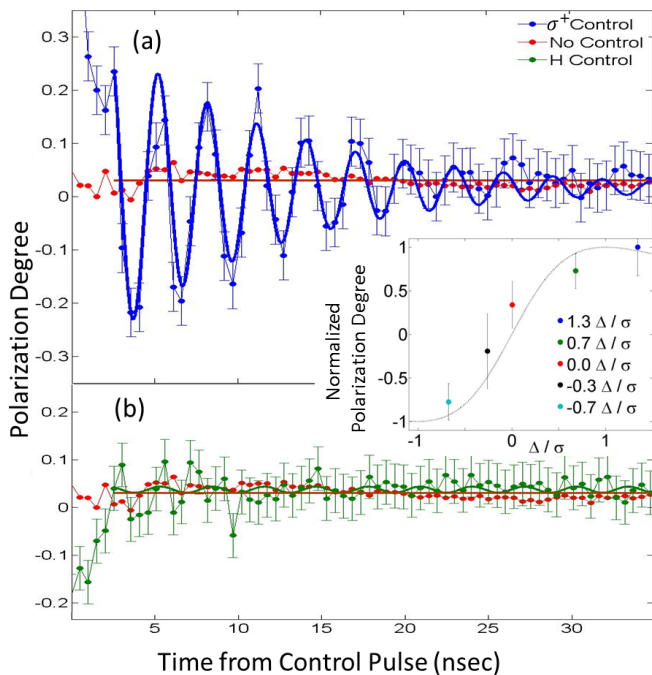 (a)
σ⁺Control
No Control
H Control
0.3
0.2
0.1
0
-0.1
-0.2
-0.3
Polarization Degree
Normalized
Polarization Degree
1
0.5
0
-0.5
-1
1.3 Δ / σ
0.7 Δ / σ
0.0 Δ / σ
-0.3 Δ / σ
-0.7 Δ / σ
-1 0 1
Δ / σ
(b)
0.2
0.1
0
-0.1
-0.2
5 10 15 20 25 30
Time from Control Pulse (nsec)